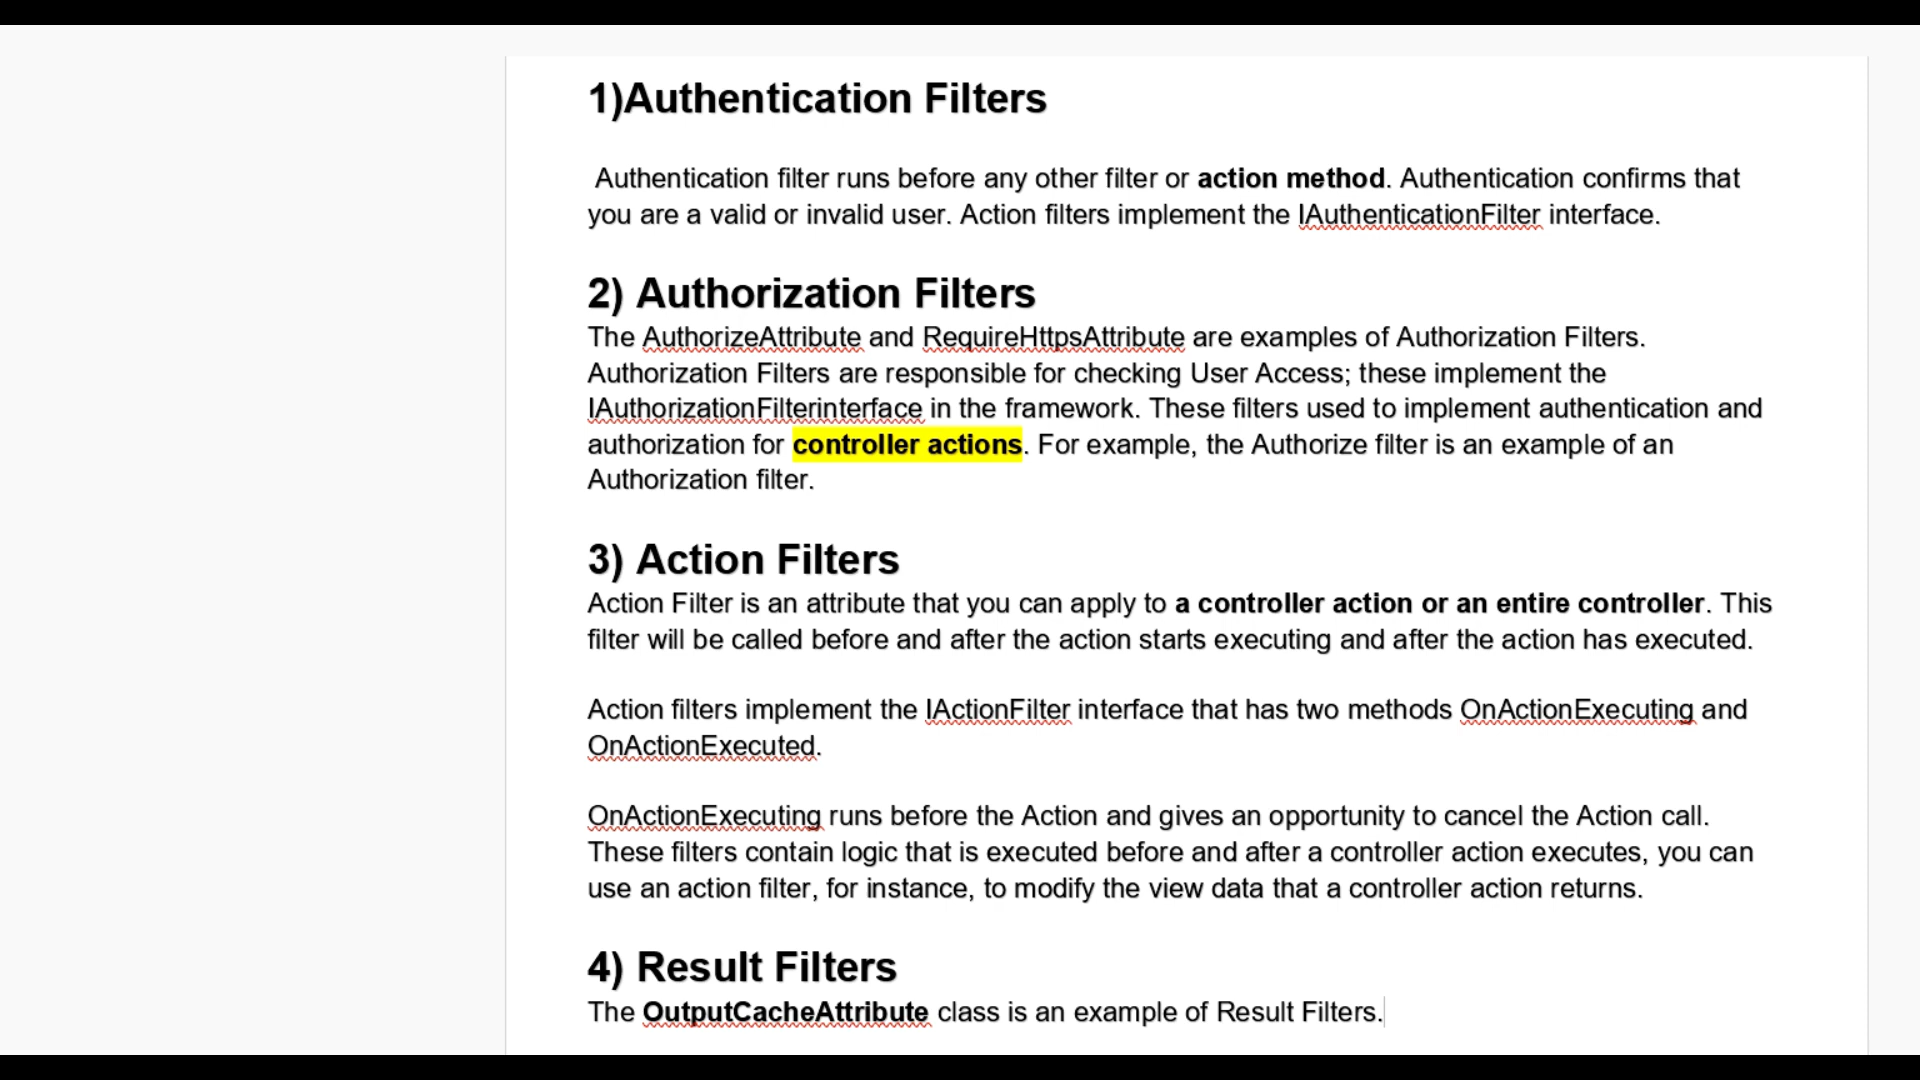 1)Authentication Filters
Authentication filter runs before any other filter or action method. Authentication confirms that
you are a valid or invalid user. Action filters implement the IAuthenticationFilter interface.
2) Authorization Filters
The AuthorizeAttribute and RequireHttpsAttribute are examples of Authorization Filters.
Authorization Filters are responsible for checking User Access; these implement the
IAuthorizationFilterinterface in the framework. These filters used to implement authentication and
authorization for controller actions. For example, the Authorize filter is an example of an
Authorization filter.
3) Action Filters
Action Filter is an attribute that you can apply to a controller action or an entire controller. This
filter will be called before and after the action starts executing and after the action has executed.
Action filters implement the IActionFilter interface that has two methods OnActionExecuting and
OnActionExecuted.
OnActionExecuting runs before the Action and gives an opportunity to cancel the Action call.
These filters contain logic that is executed before and after a controller action executes, you can
use an action filter, for instance, to modify the view data that a controller action returns.
4) Result Filters
The OutputCacheAttribute class is an example of Result Filters.